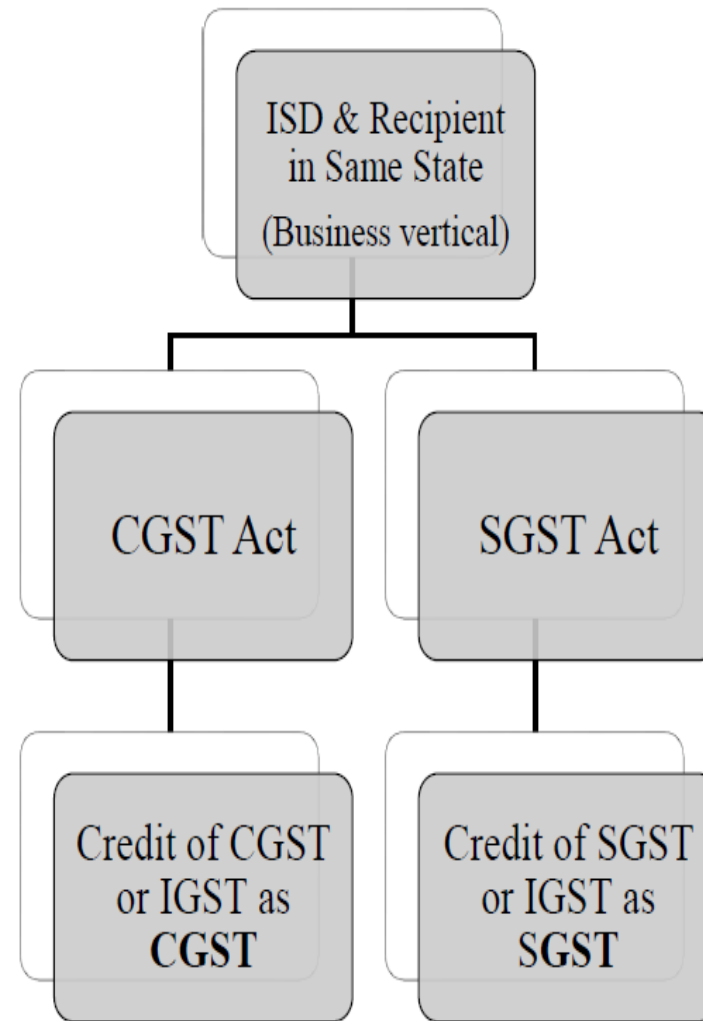 ISD & Recipient
in Same State
(Business vertical)
CGST Act
SGST Act
Credit of CGST
or IGST as
CGST
Credit of SGST
or IGST as
SGST